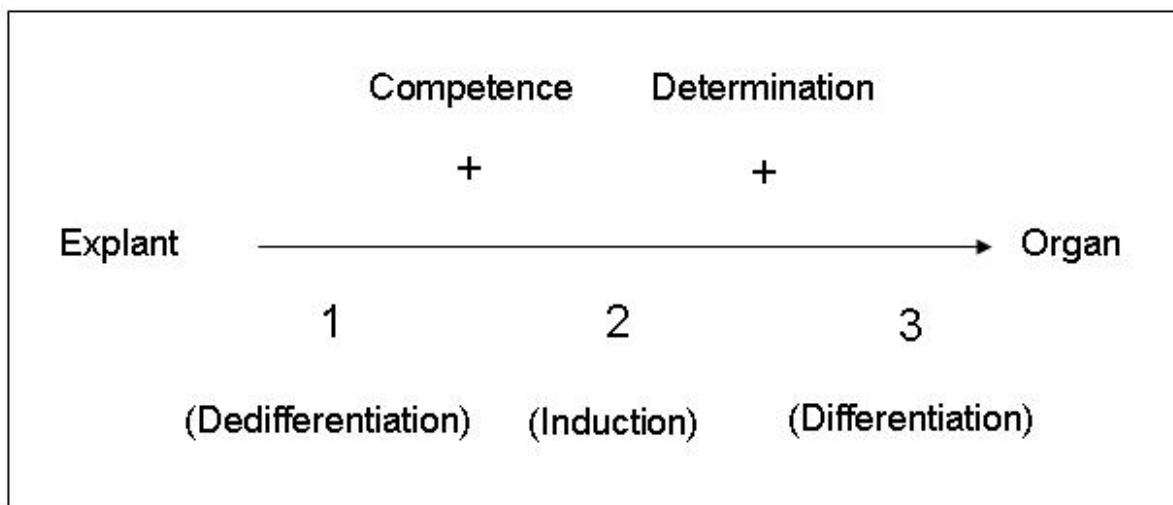 Competence Determination
+ +
Explant Organ
1 2 3
(Dedifferentiation) (Induction) (Differentiation)